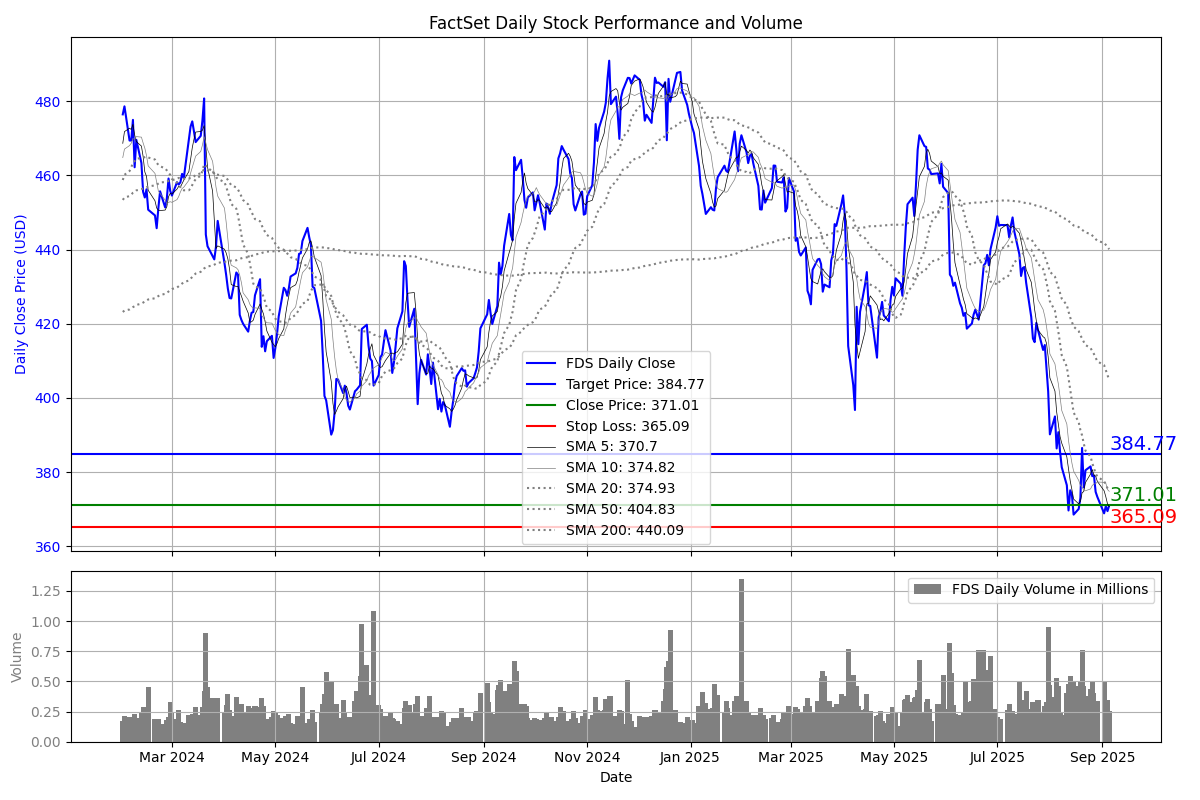 FactSet Daily Stock Performance and Volume
Daily Close Price (USD)
480
460
440
420
400
380
360
FDS Daily Close
Target Price: 384.77
Close Price: 371.01
Stop Loss: 365.09
SMA 5: 370.7
SMA 10: 374.82
SMA 20: 374.93
SMA 50: 404.83
SMA 200: 440.09
384.77
371.01
365.09
Volume
1.25
1.00
0.75
0.50
0.25
0.00
FDS Daily Volume in Millions
Mar 2024
May 2024
Jul 2024
Sep 2024
Nov 2024
Jan 2025
Mar 2025
May 2025
Jul 2025
Sep 2025
Date